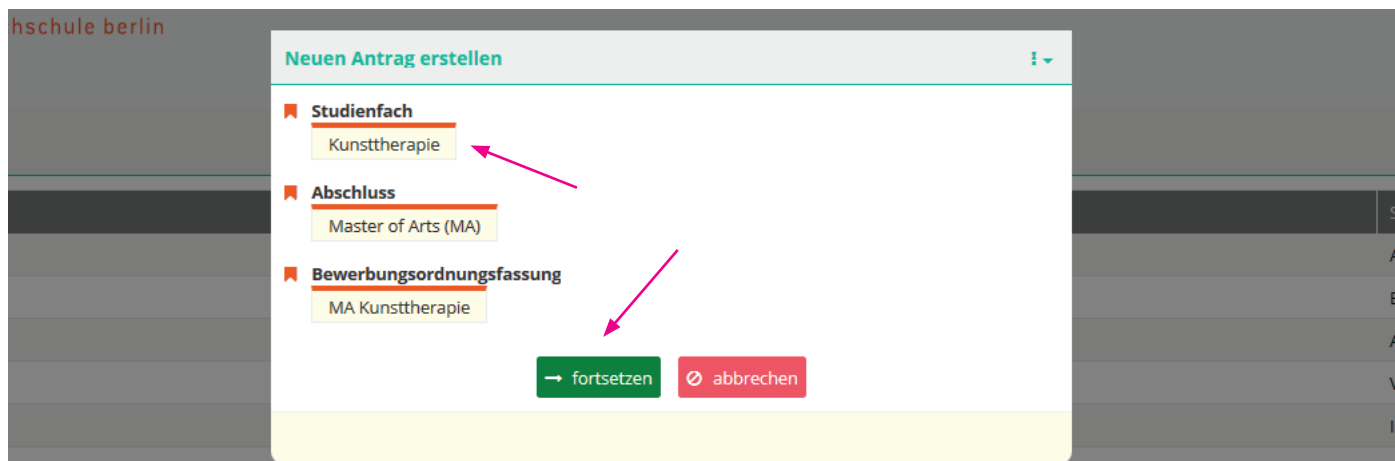 hschule berlin
Neuen Antrag erstellen
Studienfach
Kunsttherapie
Abschluss
Master of Arts (MA)
Bewerbungsordnungsfassung
MA Kunsttherapie
fortsetzen
abbrechen